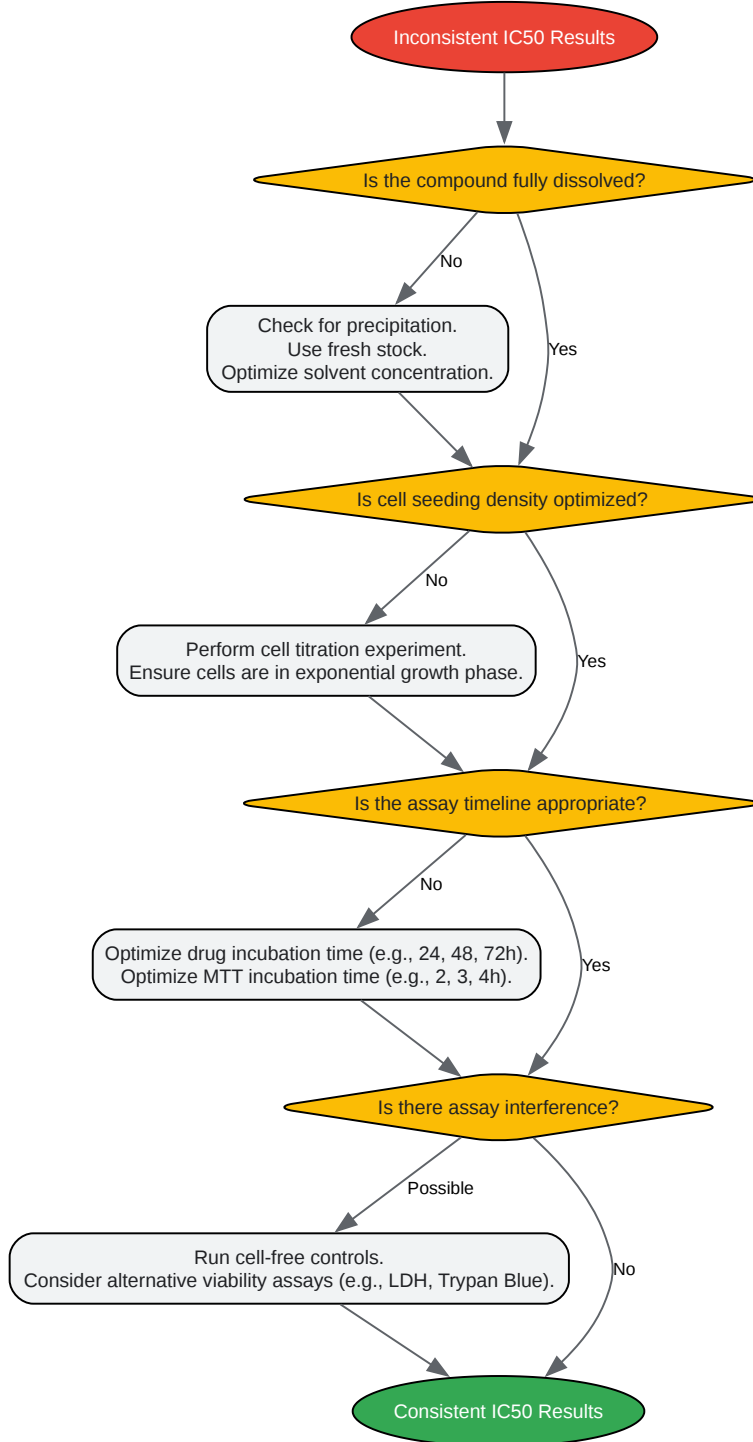 Inconsistent IC50 Results
Is the compound fully dissolved?
No
Check for precipitation.
Use fresh stock.
Optimize solvent concentration.
Yes
Is cell seeding density optimized?
No
Perform cell titration experiment.
Ensure cells are in exponential growth phase.
Yes
Is the assay timeline appropriate?
No
Optimize drug incubation time (e.g., 24, 48, 72h).
Optimize MTT incubation time (e.g., 2, 3, 4h).
Yes
Is there assay interference?
Possible
Run cell-free controls.
Consider alternative viability assays (e.g., LDH, Trypan Blue).
No
Consistent IC50 Results